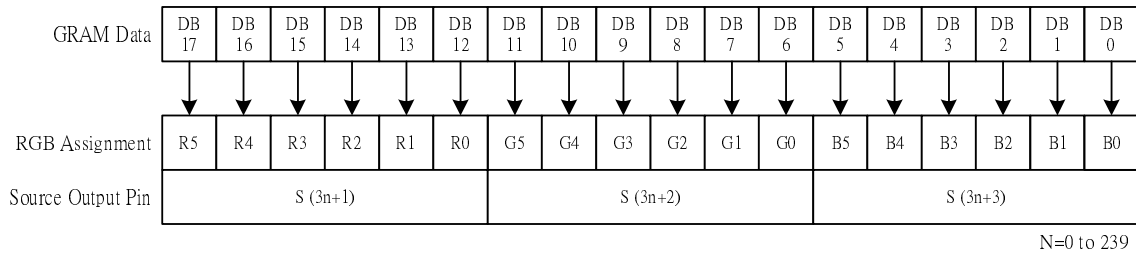 GRAM Data DB 17 DB 16 DB 15 DB 14 DB 13 DB 12 DB 11 DB 10 DB 9 DB 8 DB 7 DB 6 DB 5 DB 4 DB 3 DB 2 DB 1 DB 0
RGB Assignment R5 R4 R3 R2 R1 R0 G5 G4 G3 G2 G1 G0 B5 B4 B3 B2 B1 B0
Source Output Pin S (3n+1) S (3n+2) S (3n+3)
N=0 to 239